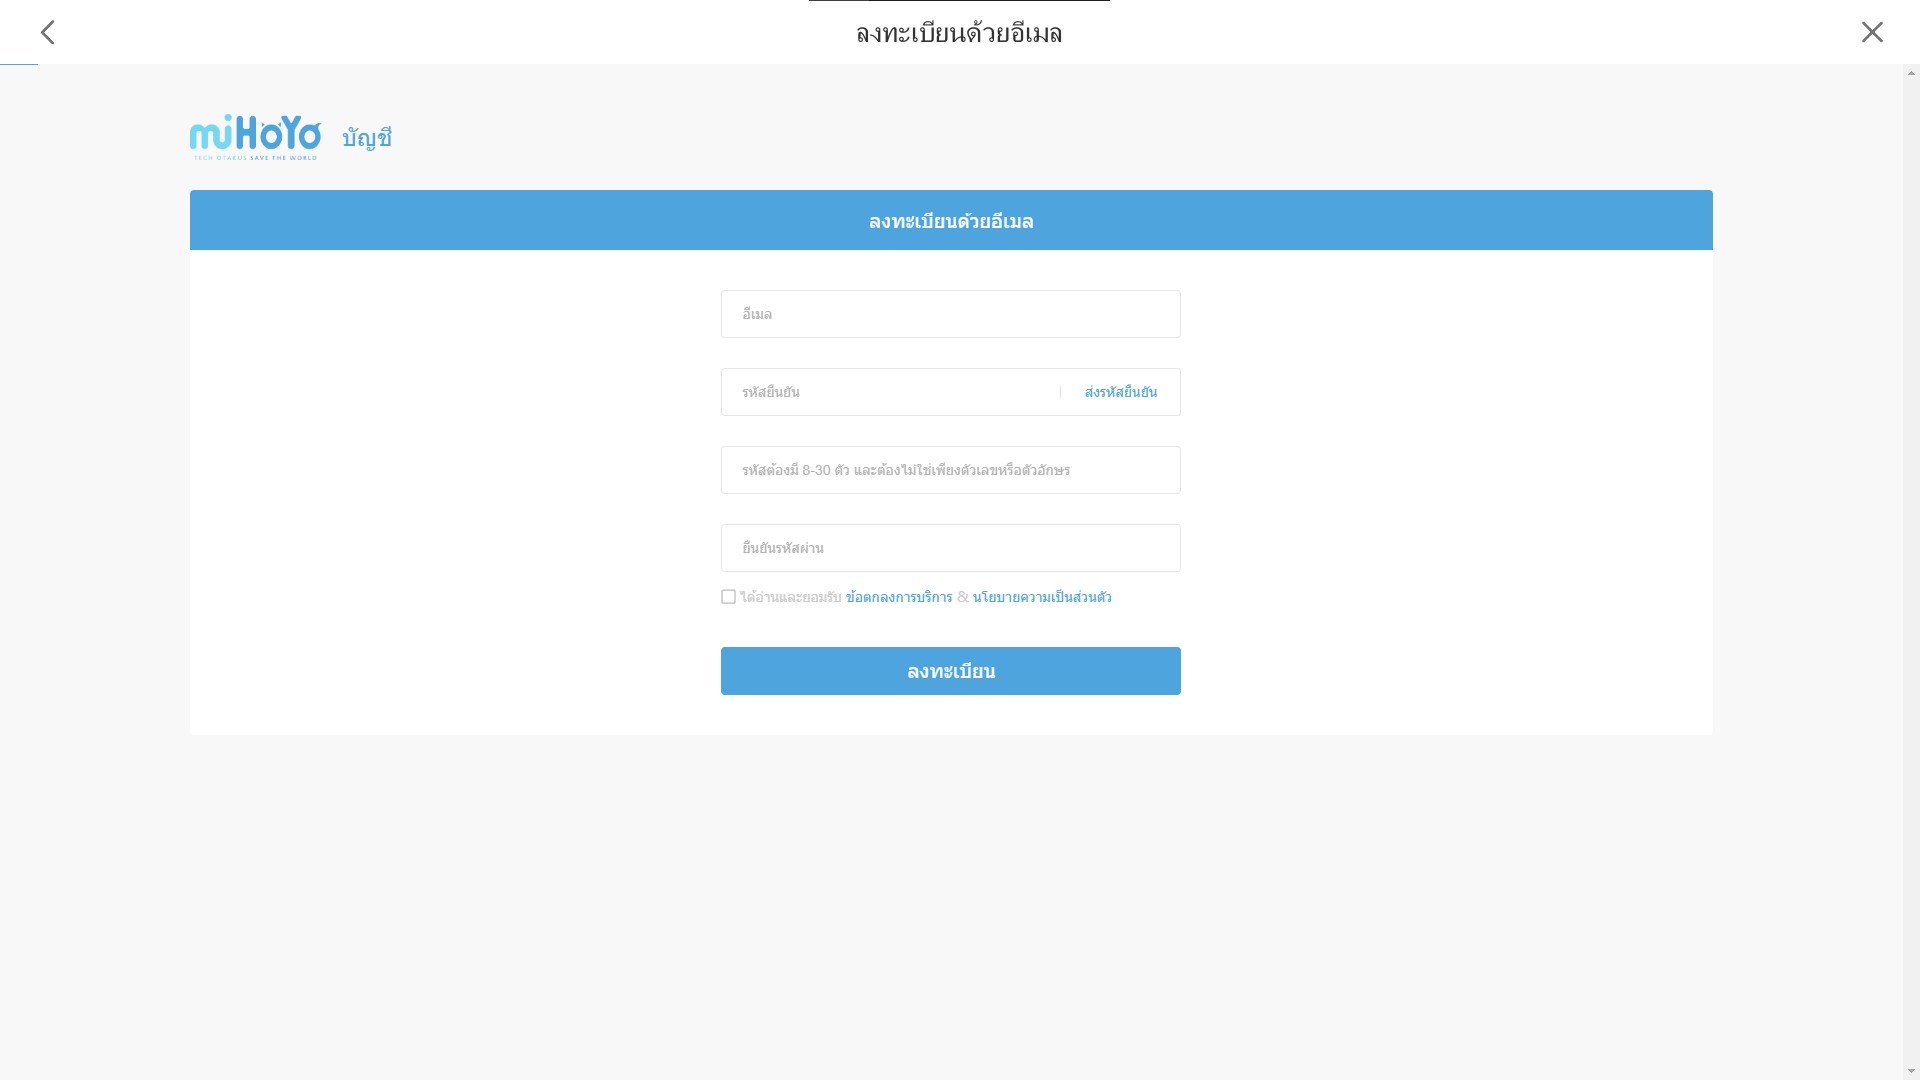 ลงทะเบียนด้วยอีเมล
miHoYo บัญชี
TECH OTAKUS SAVE THE WORLD
ลงทะเบียนด้วยอีเมล
อีเมล
รหัสยืนยัน ส่งรหัสยืนยัน
รหัสต้องมี 8-30 ตัว และต้องไม่ใช่เพียงตัวเลขหรือตัวอักษร
ยืนยันรหัสผ่าน
ได้อ่านและยอมรับ ข้อตกลงการบริการ & นโยบายความเป็นส่วนตัว
ลงทะเบียน